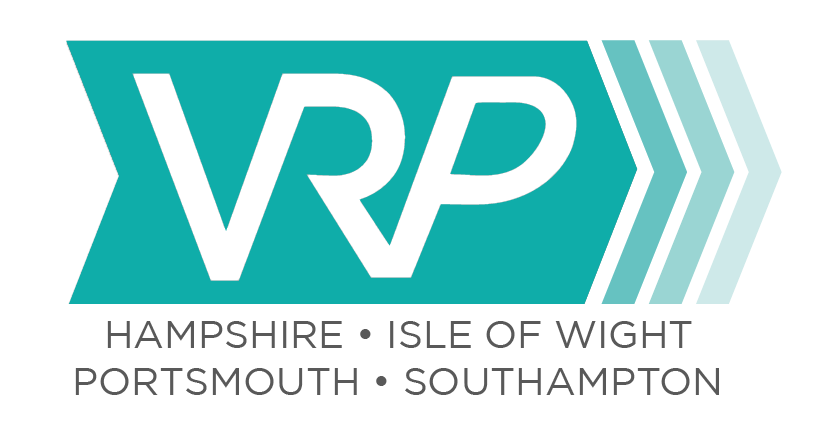 VRP
HAMPSHIRE • ISLE OF WIGHT
PORTSMOUTH • SOUTHAMPTON